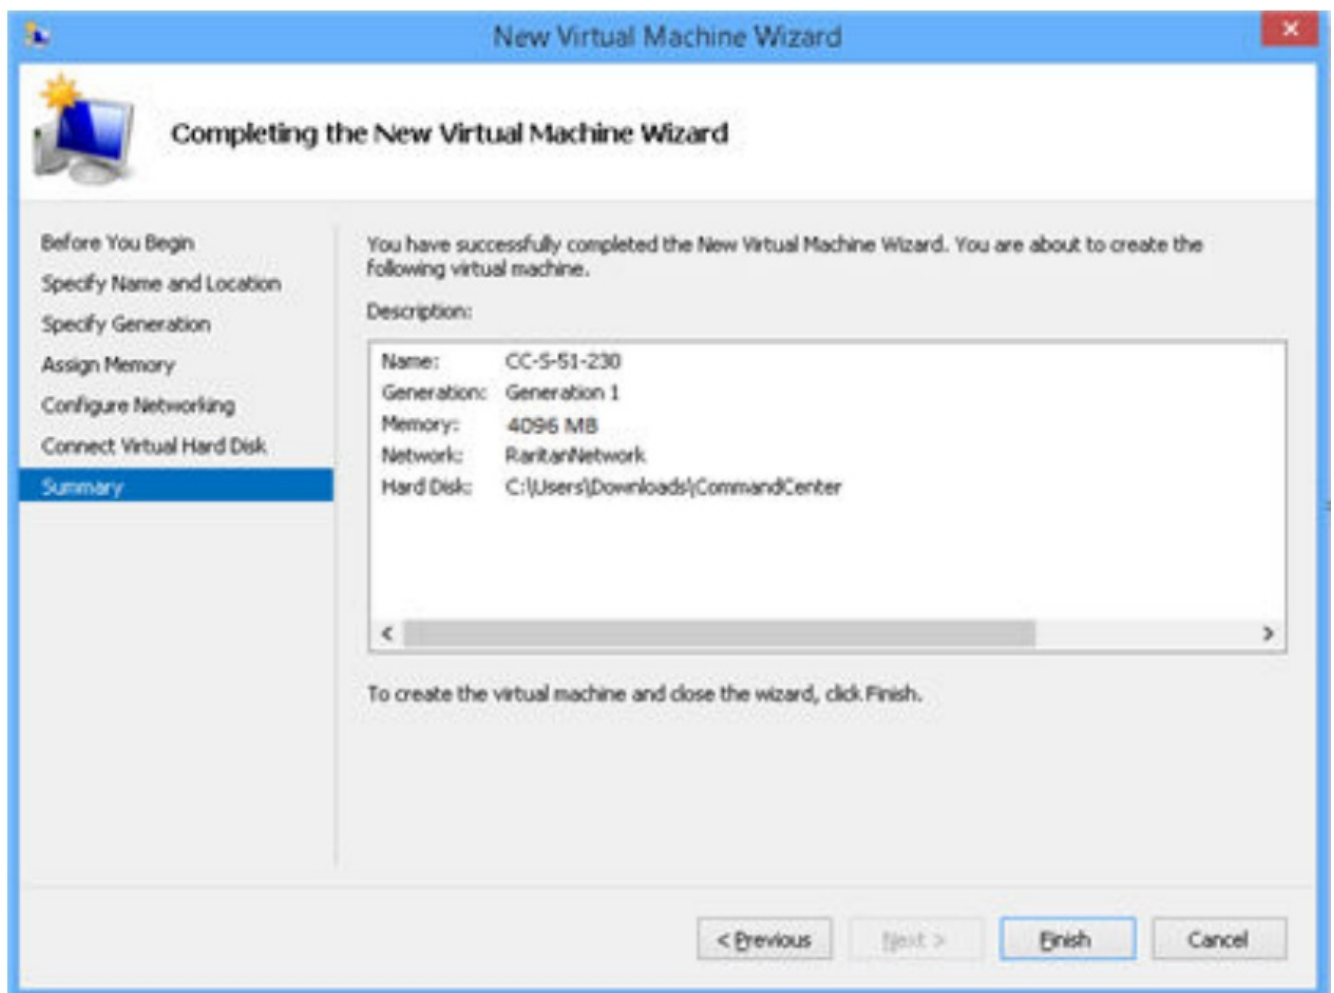 New Virtual Machine Wizard
Completing the New Virtual Machine Wizard
Before You Begin
Specify Name and Location
Specify Generation
Assign Memory
Configure Networking
Connect Virtual Hard Disk
Summary
You have successfully completed the New Virtual Machine Wizard. You are about to create the
following virtual machine.
Description:
Name: CC-S-51-230
Generation: Generation 1
Memory: 4096 MB
Network: RaritanNetwork
Hard Disk: C:\Users\Downloads\CommandCenter
To create the virtual machine and close the wizard, click Finish.
< Previous Next > Finish Cancel